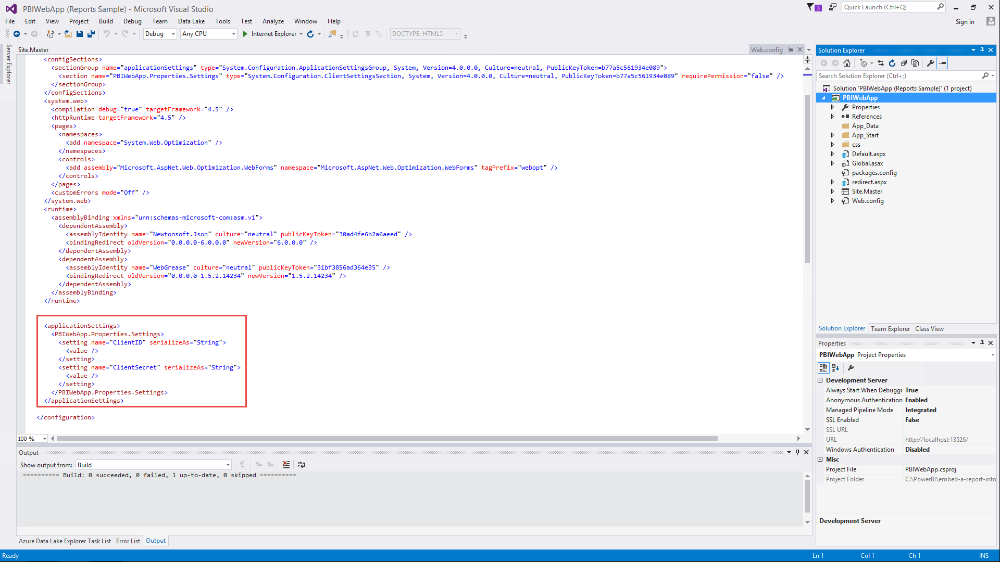 PBIWebApp (Reports Sample) - Microsoft Visual Studio
3
Quick Launch (Ctrl+Q)
File Edit View Project Build Debug Team Data Lake Tools Test Analyze Window Help
Sign in
Debug Any CPU Internet Explorer DOCTYPE: HTML5
Server Explorer
Site.Master
Web.config
<configSections>
<sectionGroup name="applicationSettings" type="System.Configuration.ApplicationSettingsGroup, System, Version=4.0.0.0, Culture=neutral, PublicKeyToken=b77a5c561934e089">
<section name="PBIWebApp.Properties.Settings" type="System.Configuration.ClientSettingsSection, System, Version=4.0.0.0, Culture=neutral, PublicKeyToken=b77a5c561934e089" requirePermission="false" />
</sectionGroup>
</configSections>
<system.web>
<compilation debug="true" targetFramework="4.5" />
<httpRuntime targetFramework="4.5" />
<pages>
<namespaces>
<add namespace="System.Web.Optimization" />
</namespaces>
<controls>
<add assembly="Microsoft.AspNet.Web.Optimization.WebForms" namespace="Microsoft.AspNet.Web.Optimization.WebForms" tagPrefix="webopt" />
</controls>
</pages>
<customErrors mode="Off" />
</system.web>
<runtime>
<assemblyBinding xmlns="urn:schemas-microsoft-com:asm.v1">
<dependentAssembly>
<assemblyIdentity name="Newtonsoft.Json" culture="neutral" publicKeyToken="30ad4fe6b2a6aeed" />
<bindingRedirect oldVersion="0.0.0.0-6.0.0.0" newVersion="6.0.0.0" />
</dependentAssembly>
<dependentAssembly>
<assemblyIdentity name="WebGrease" culture="neutral" publicKeyToken="31bf3856ad364e35" />
<bindingRedirect oldVersion="0.0.0.0-1.5.2.14234" newVersion="1.5.2.14234" />
</dependentAssembly>
</assemblyBinding>
</runtime>
<applicationSettings>
<PBIWebApp.Properties.Settings>
<setting name="ClientID" serializeAs="String">
<value />
</setting>
<setting name="ClientSecret" serializeAs="String">
<value />
</setting>
</PBIWebApp.Properties.Settings>
</applicationSettings>
</configuration>
100 %
Output
Show output from: Build
========== Build: 0 succeeded, 0 failed, 1 up-to-date, 0 skipped ==========
Azure Data Lake Explorer Task List Error List Output
Solution Explorer
Search Solution Explorer (Ctrl+;)
Solution 'PBIWebApp (Reports Sample)' (1 project)
PBIWebApp
Properties
References
App_Data
App_Start
css
Default.aspx
Global.asax
packages.config
redirect.aspx
Site.Master
Web.config
Solution Explorer Team Explorer Class View
Properties
PBIWebApp Project Properties
Development Server
Always Start When Debuggi True
Anonymous Authentication Enabled
Managed Pipeline Mode Integrated
SSL Enabled False
SSL URL
URL http://localhost:13526/
Windows Authentication Disabled
Misc
Project File PBIWebApp.csproj
Project Folder C:\PowerBI\embed-a-report-into
Development Server
Ready Ln 1 Col 1 Ch 1 INS